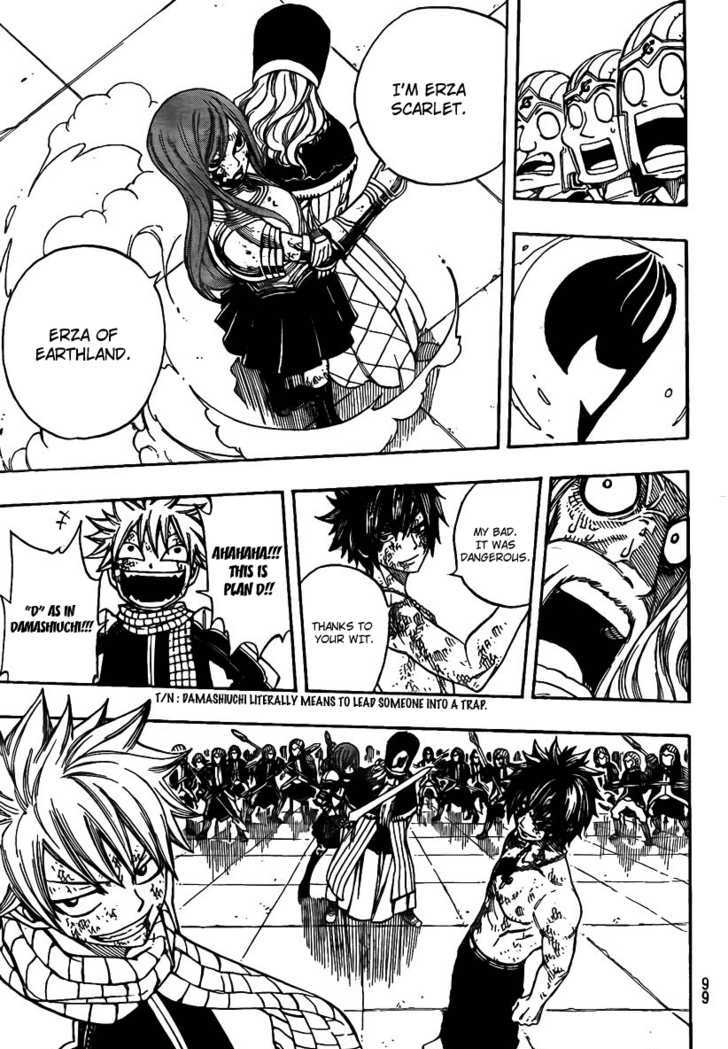 I'M ERZA
SCARLET.
ERZA OF
EARTHLAND.
MY BAD.
IT WAS
DANGEROUS.
THANKS TO
YOUR WIT.
AHAHAHA!!!
THIS IS
PLAN D!!
"D" AS IN
DAMASHIUCHI!!!
T/N : DAMASHIUCHI LITERALLY MEANS TO LEAD SOMEONE INTO A TRAP.
99